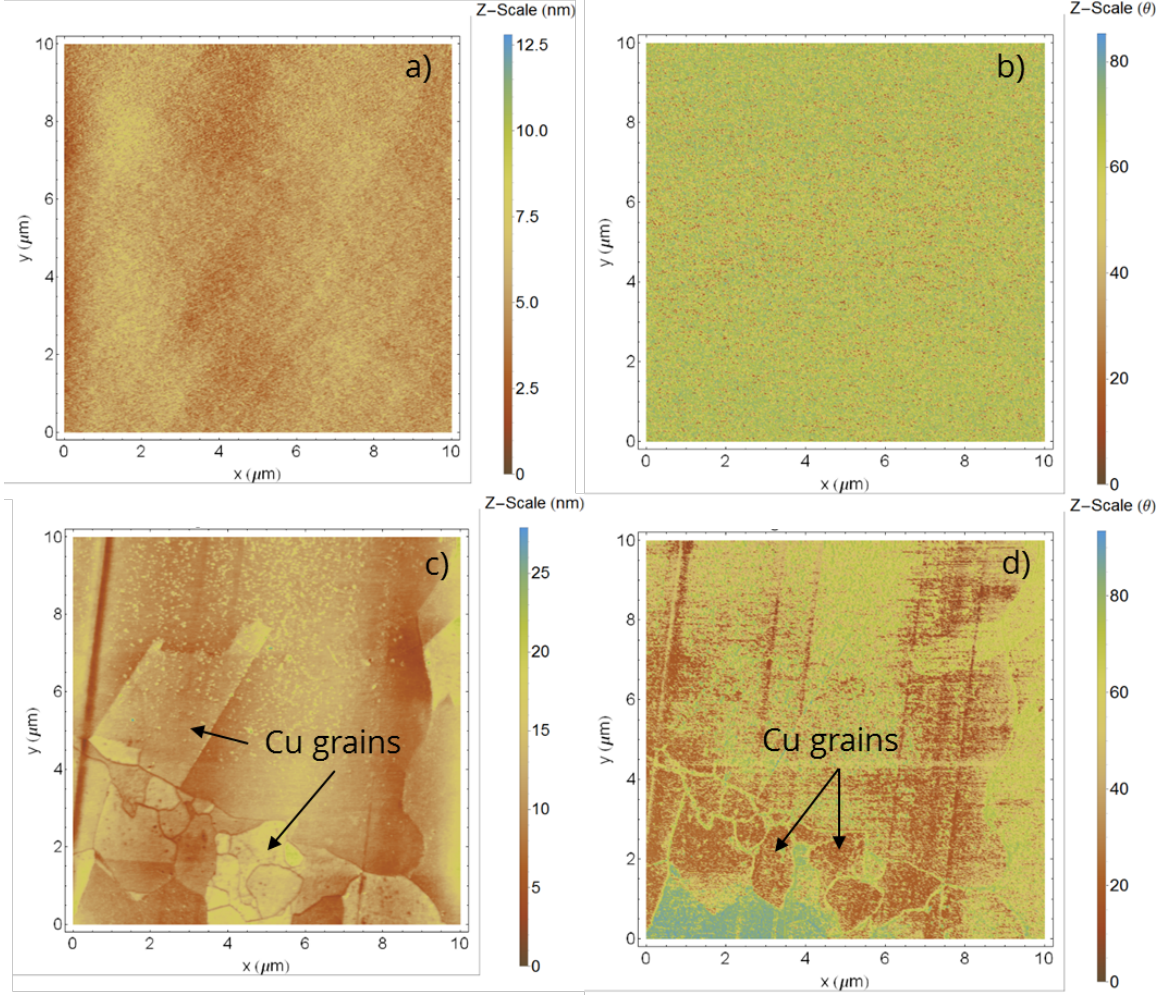 Z-Scale (nm)
a)
10
8
6
4
2
0
y (μm)
0 2 4 6 8 10
x (μm)
12.5
10.0
7.5
5.0
2.5
0
Z-Scale (θ)
b)
10
8
6
4
2
0
y (μm)
0 2 4 6 8 10
x (μm)
80
60
40
20
0
Z-Scale (nm)
c)
Cu grains
10
8
6
4
2
0
y (μm)
0 2 4 6 8 10
x (μm)
25
20
15
10
5
0
Z-Scale (θ)
d)
Cu grains
10
8
6
4
2
0
y (μm)
0 2 4 6 8 10
x (μm)
80
60
40
20
0